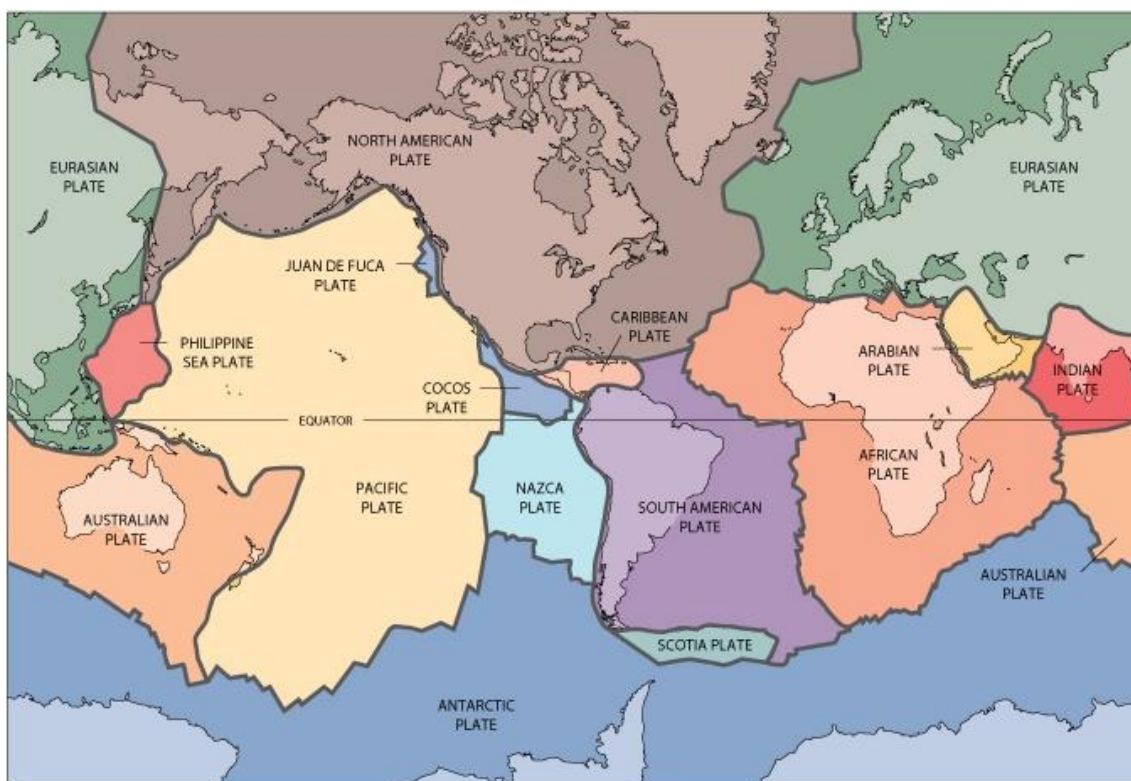 NORTH AMERICAN
PLATE
EURASIAN
PLATE
EURASIAN
PLATE
JUAN DE FUCA
PLATE
CARIBBEAN
PLATE
PHILIPPINE
SEA PLATE
ARABIAN
PLATE
INDIAN
PLATE
COCOS
PLATE
EQUATOR
AFRICAN
PLATE
PACIFIC
PLATE
NAZCA
PLATE
SOUTH AMERICAN
PLATE
AUSTRALIAN
PLATE
AUSTRALIAN
PLATE
SCOTIA PLATE
ANTARCTIC
PLATE